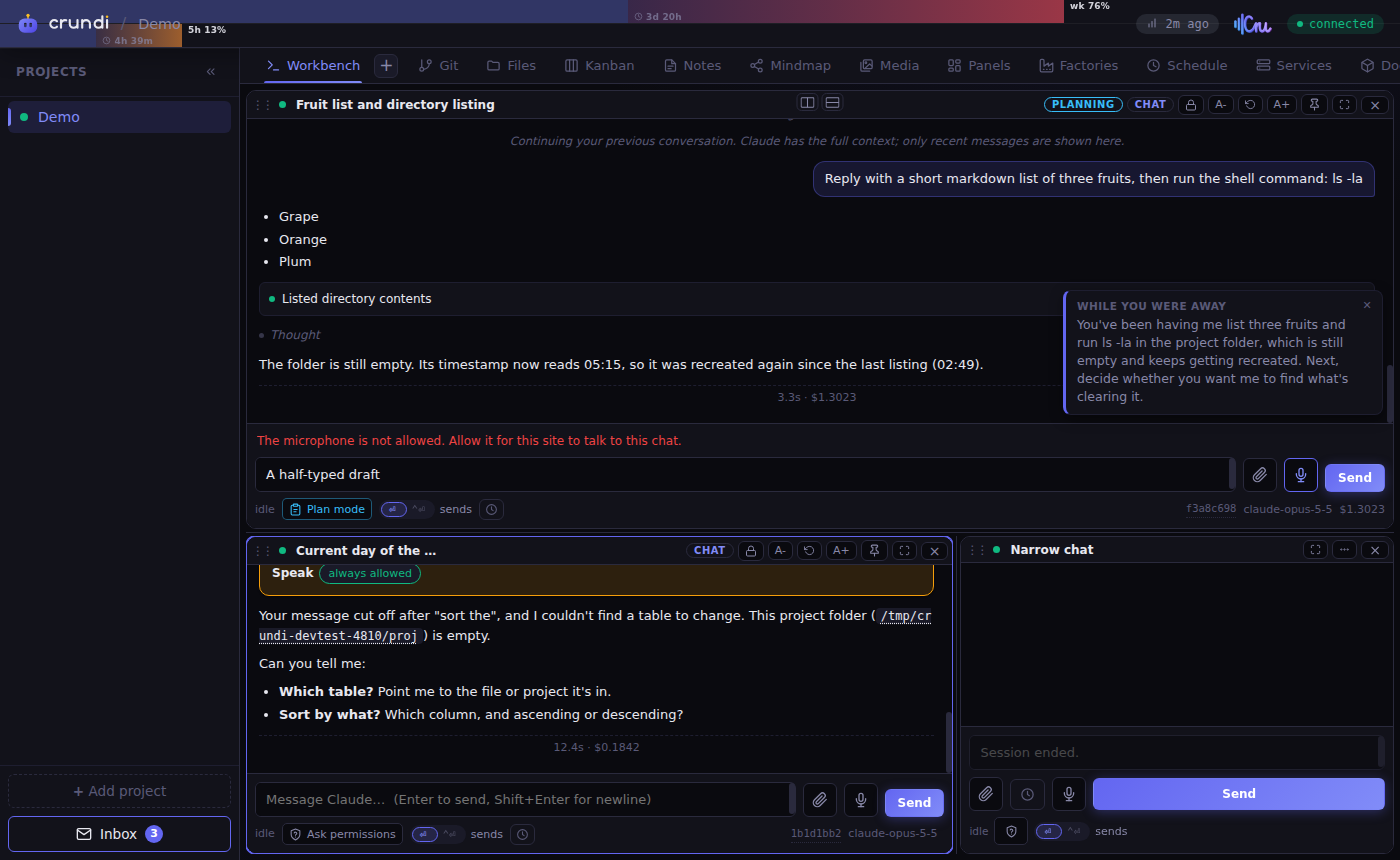 crundi / Demo
3d 20h
wk 76%
4h 39m
5h 13%
2m ago
Cru
connected
PROJECTS «
Demo
+ Add project
Inbox 3
Workbench + Git Files Kanban Notes Mindmap Media Panels Factories Schedule Services Do
Fruit list and directory listing
PLANNING CHAT A- A+ ×
Continuing your previous conversation. Claude has the full context; only recent messages are shown here.
Reply with a short markdown list of three fruits, then run the shell command: ls -la
• Grape
• Orange
• Plum
Listed directory contents
Thought
The folder is still empty. Its timestamp now reads 05:15, so it was recreated again since the last listing (02:49).
3.3s · $1.3023
WHILE YOU WERE AWAY ×
You've been having me list three fruits and
run ls -la in the project folder, which is still
empty and keeps getting recreated. Next,
decide whether you want me to find what's
clearing it.
The microphone is not allowed. Allow it for this site to talk to this chat.
A half-typed draft
Send
idle Plan mode ⏎ ^⏎ sends
f3a8c698 claude-opus-5-5 $1.3023
Current day of the …
CHAT A- A+ ×
Speak always allowed
Your message cut off after "sort the", and I couldn't find a table to change. This project folder (/tmp/cr
undi-devtest-4810/proj) is empty.
Can you tell me:
• Which table? Point me to the file or project it's in.
• Sort by what? Which column, and ascending or descending?
12.4s · $0.1842
Message Claude… (Enter to send, Shift+Enter for newline)
Send
idle Ask permissions ⏎ ^⏎ sends
1b1d1bb2 claude-opus-5-5
Narrow chat
··· ×
Session ended.
Send
idle ⏎ ^⏎ sends